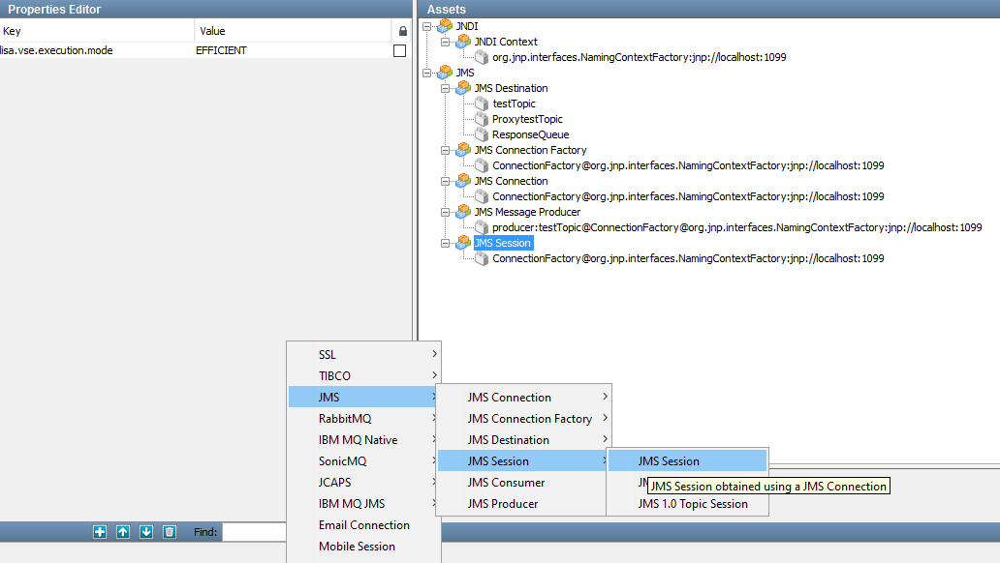 Properties Editor
Key Value
lisa.vse.execution.mode EFFICIENT
Assets
JNDI
JNDI Context
org.jnp.interfaces.NamingContextFactory:jnp://localhost:1099
JMS
JMS Destination
testTopic
ProxytestTopic
ResponseQueue
JMS Connection Factory
ConnectionFactory@org.jnp.interfaces.NamingContextFactory:jnp://localhost:1099
JMS Connection
ConnectionFactory@org.jnp.interfaces.NamingContextFactory:jnp://localhost:1099
JMS Message Producer
producer:testTopic@ConnectionFactory@org.jnp.interfaces.NamingContextFactory:jnp://localhost:1099
JMS Session
ConnectionFactory@org.jnp.interfaces.NamingContextFactory:jnp://localhost:1099
SSL
TIBCO
JMS
RabbitMQ
IBM MQ Native
SonicMQ
JCAPS
IBM MQ JMS
Email Connection
Mobile Session
JMS Connection
JMS Connection Factory
JMS Destination
JMS Session
JMS Consumer
JMS Producer
JMS Session
JMS Session obtained using a JMS Connection
JMS 1.0 Topic Session
Find: